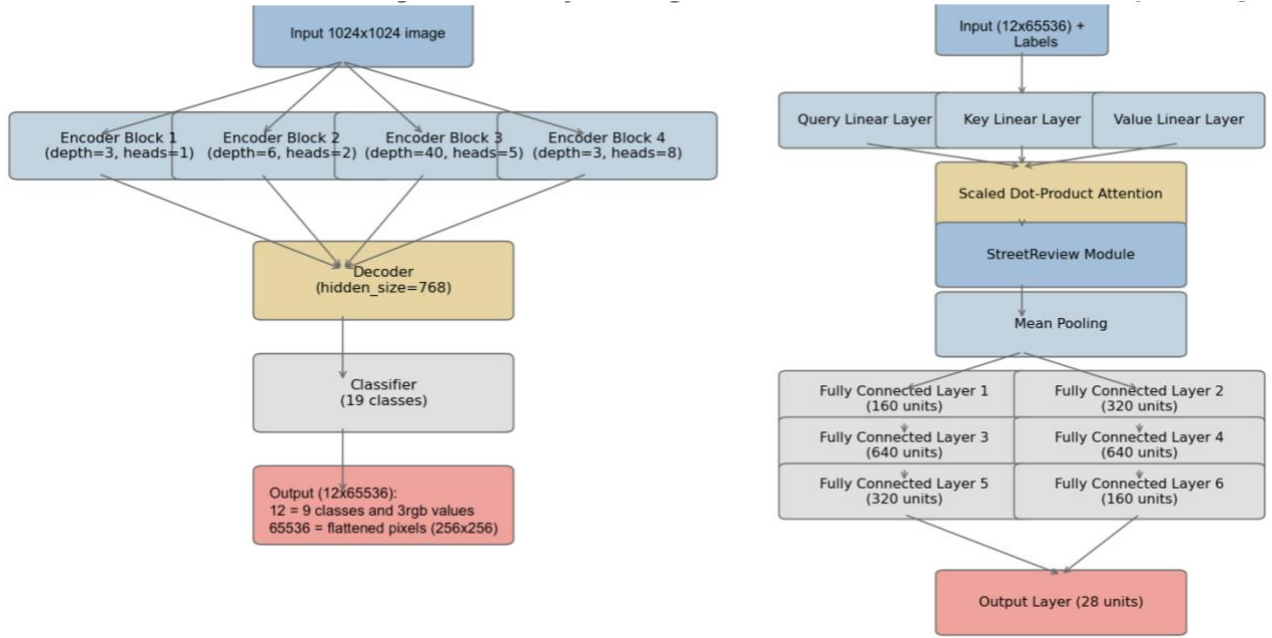 Input 1024x1024 image
Encoder Block 1
(depth=3, heads=1)
Encoder Block 2
(depth=6, heads=2)
Encoder Block 3
(depth=40, heads=5)
Encoder Block 4
(depth=3, heads=8)
Decoder
(hidden_size=768)
Classifier
(19 classes)
Output (12x65536):
12 = 9 classes and 3rgb values
65536 = flattened pixels (256x256)
Input (12x65536) +
Labels
Query Linear Layer
Key Linear Layer
Value Linear Layer
Scaled Dot-Product Attention
StreetReview Module
Mean Pooling
Fully Connected Layer 1
(160 units)
Fully Connected Layer 2
(320 units)
Fully Connected Layer 3
(640 units)
Fully Connected Layer 4
(640 units)
Fully Connected Layer 5
(320 units)
Fully Connected Layer 6
(160 units)
Output Layer (28 units)